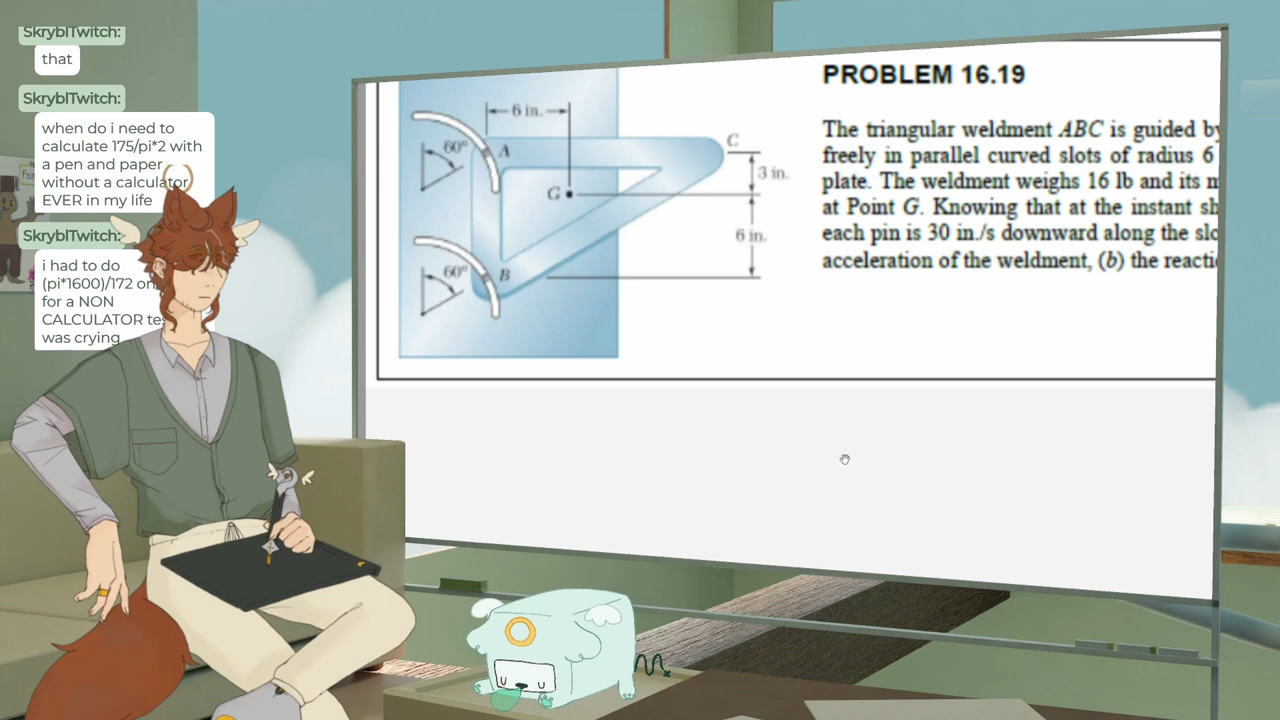 SkryblTwitch:
that
SkryblTwitch:
when do i need to
calculate 175/pi*2 with
a pen and paper
without a calculator
EVER in my life
SkryblTwitch:
i had to do
(pi*1600)/172
for a NON
CALCULATOR
was crying
PROBLEM 16.19
The triangular weldment ABC is guided by
freely in parallel curved slots of radius 6
plate. The weldment weighs 16 lb and its
at Point G. Knowing that at the instant
each pin is 30 in./s downward along the
acceleration of the weldment, (b) the
6 in.
60°
A
C
3 in.
G
6 in.
60°
B